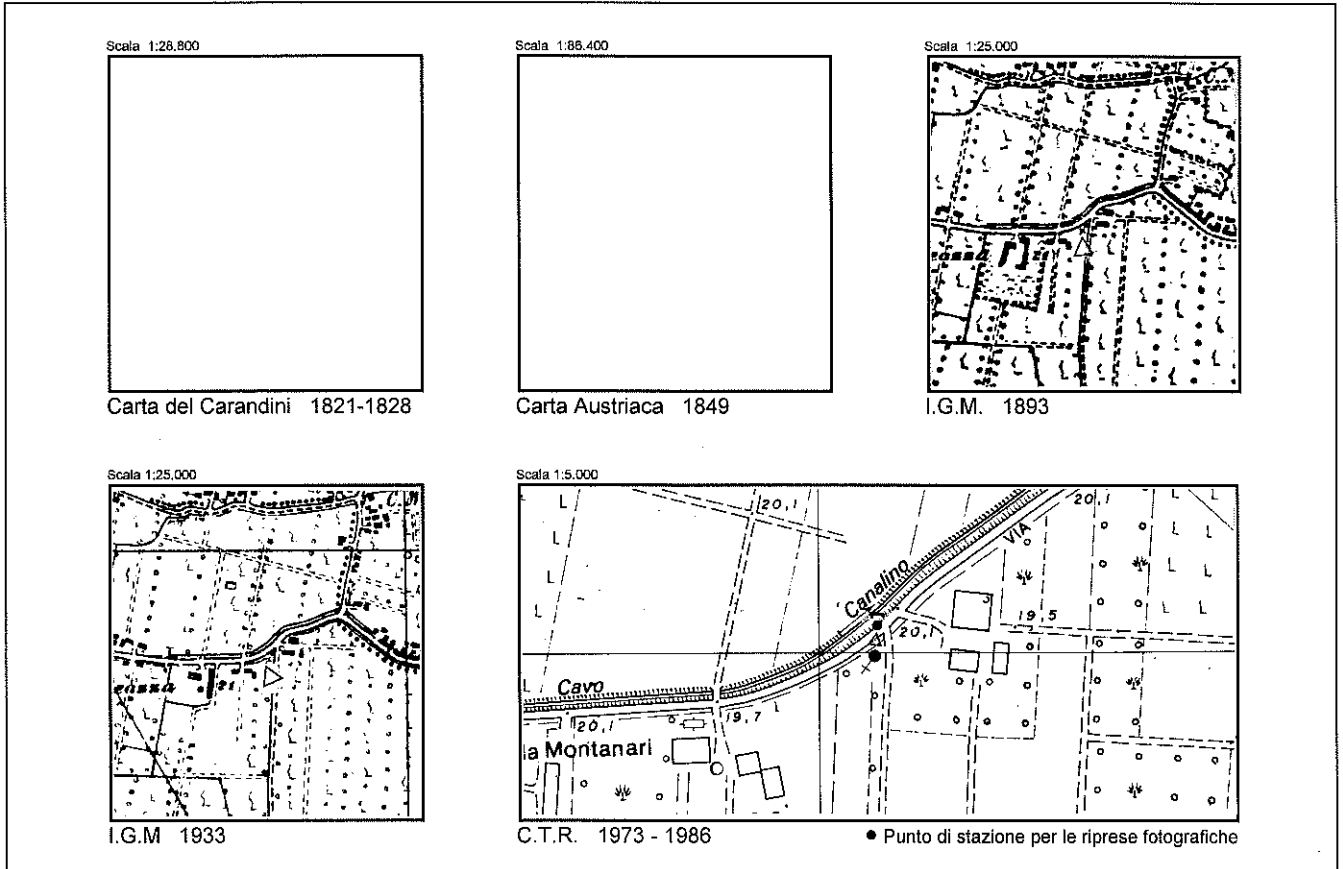 Scala 1:28.800
Scala 1:86.400
Scala 1:25.000
Carta del Carandini 1821-1828
Carta Austriaca 1849
I.G.M. 1893
Scala 1:25.000
Scala 1:5.000
I.G.M 1933
20,1
20,1
VIA
Canalino
3
19 5
20,1
Cavo
20,1
19,7
la Montanari
C.T.R. 1973 - 1986
● Punto di stazione per le riprese fotografiche